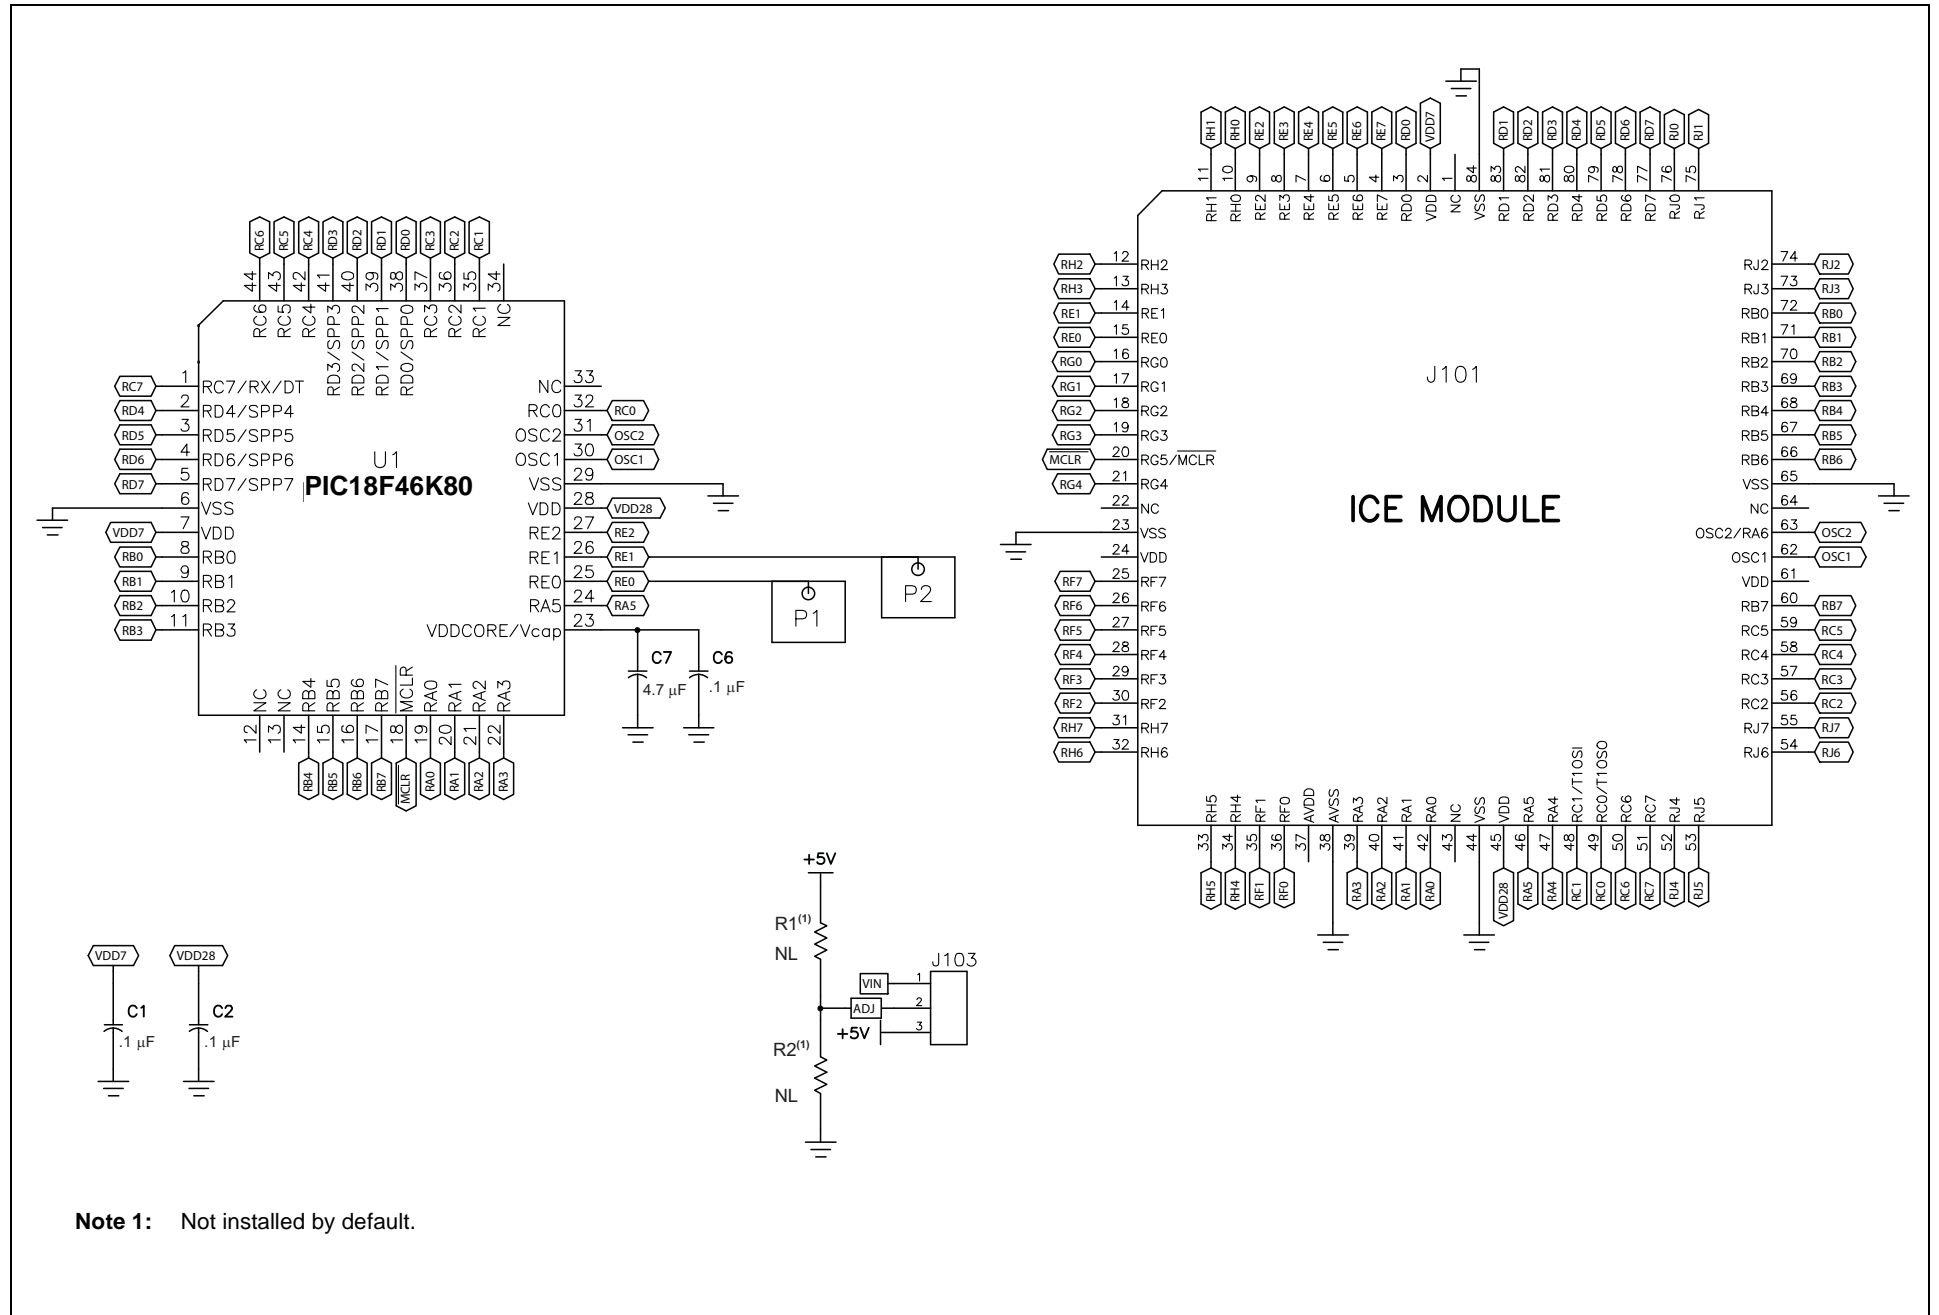 RC6 RC5 RC4 RD3 RD2 RD1 RD0 RC3 RC2 RC1
44 43 42 41 40 39 38 37 36 35 34
RC6 RC5 RC4 RD3/SPP3 RD2/SPP2 RD1/SPP1 RD0/SPP0 RC3 RC2 RC1 NC
RC7 1 RC7/RX/DT
RD4 2 RD4/SPP4
RD5 3 RD5/SPP5
RD6 4 RD6/SPP6
RD7 5 RD7/SPP7
6 VSS
VDD7 7 VDD
RB0 8 RB0
RB1 9 RB1
RB2 10 RB2
RB3 11 RB3
U1
PIC18F46K80
NC 33
RC0 32 RC0
OSC2 31 OSC2
OSC1 30 OSC1
VSS 29
VDD 28 VDD28
RE2 27 RE2
RE1 26 RE1
RE0 25 RE0
RA5 24 RA5
VDDCORE/Vcap 23
P2
P1
C7
4.7 µF
C6
.1 µF
NC NC RB4 RB5 RB6 RB7 MCLR RA0 RA1 RA2 RA3
12 13 14 15 16 17 18 19 20 21 22
RB4 RB5 RB6 RB7 MCLR RA0 RA1 RA2 RA3
RH1 RH0 RE2 RE3 RE4 RE5 RE6 RE7 RD0 VDD7 RD1 RD2 RD3 RD4 RD5 RD6 RD7 RJ0 RJ1
11 10 9 8 7 6 5 4 3 2 1 84 83 82 81 80 79 78 77 76 75
RH1 RH0 RE2 RE3 RE4 RE5 RE6 RE7 RD0 VDD NC VSS RD1 RD2 RD3 RD4 RD5 RD6 RD7 RJ0 RJ1
RH2 12 RH2
RH3 13 RH3
RE1 14 RE1
RE0 15 RE0
RG0 16 RG0
RG1 17 RG1
RG2 18 RG2
RG3 19 RG3
MCLR 20 RG5/MCLR
RG4 21 RG4
22 NC
23 VSS
24 VDD
RF7 25 RF7
RF6 26 RF6
RF5 27 RF5
RF4 28 RF4
RF3 29 RF3
RF2 30 RF2
RH7 31 RH7
RH6 32 RH6
J101
ICE MODULE
RJ2 74 RJ2
RJ3 73 RJ3
RB0 72 RB0
RB1 71 RB1
RB2 70 RB2
RB3 69 RB3
RB4 68 RB4
RB5 67 RB5
RB6 66 RB6
VSS 65
NC 64
OSC2/RA6 63 OSC2
OSC1 62 OSC1
VDD 61
RB7 60 RB7
RC5 59 RC5
RC4 58 RC4
RC3 57 RC3
RC2 56 RC2
RJ7 55 RJ7
RJ6 54 RJ6
RH5 RH4 RF1 RF0 AVDD AVSS RA3 RA2 RA1 RA0 NC VSS VDD RA5 RA4 RC1/T1OSI RC0/T1OSO RC6 RC7 RJ4 RJ5
33 34 35 36 37 38 39 40 41 42 43 44 45 46 47 48 49 50 51 52 53
RH5 RH4 RF1 RF0 RA3 RA2 RA1 RA0 VDD28 RA5 RA4 RC1 RC0 RC6 RC7 RJ4 RJ5
VDD7 VDD28
C1
.1 µF
C2
.1 µF
+5V
R1(1)
NL
J103
VIN 1
ADJ 2
+5V 3
R2(1)
NL
Note 1: Not installed by default.